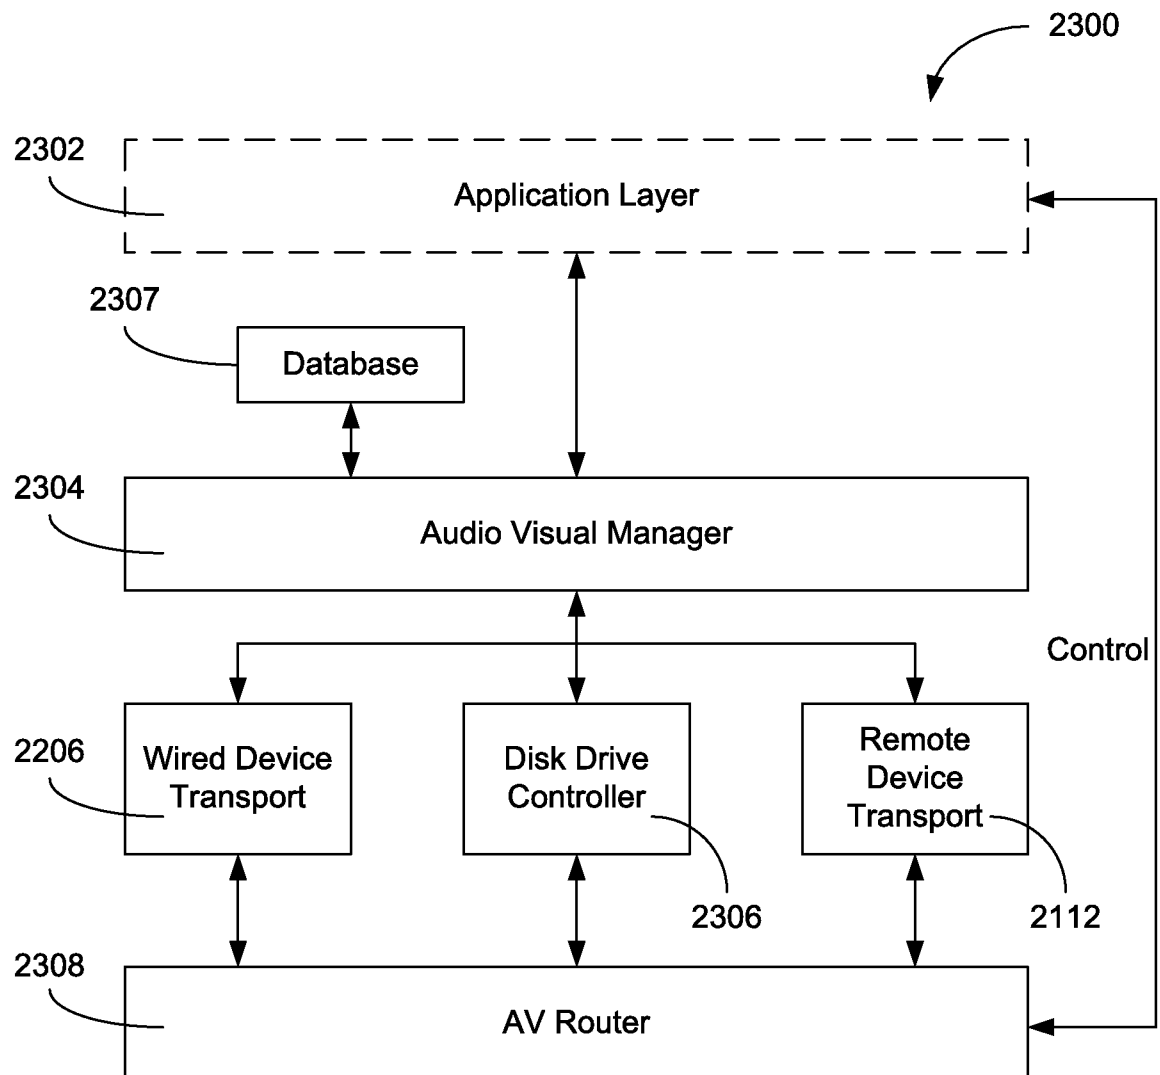 2300
2302
Application Layer
2307
Database
2304
Audio Visual Manager
Control
2206
Wired Device
Transport
Disk Drive
Controller
Remote
Device
Transport
2306
2112
2308
AV Router